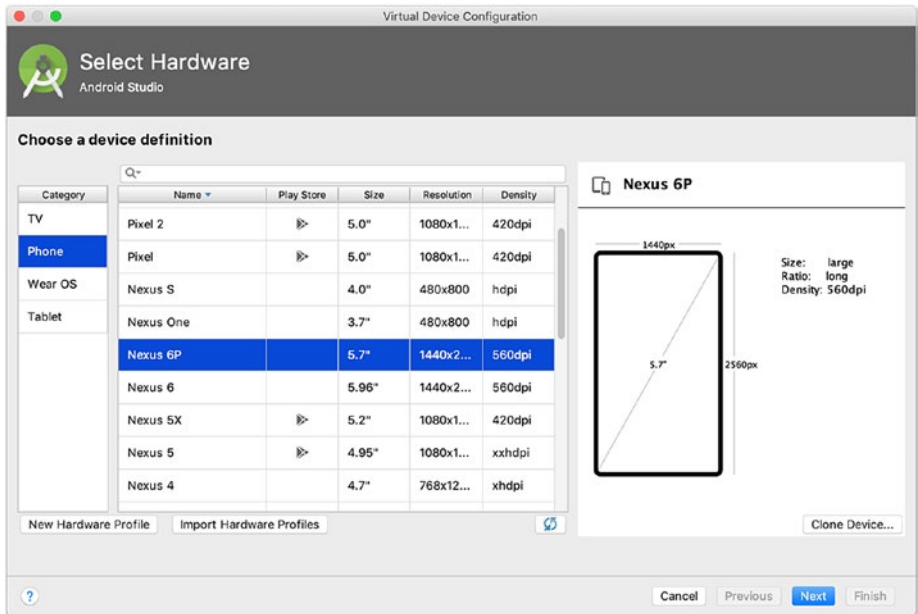 Virtual Device Configuration
Select Hardware
Android Studio
Choose a device definition
Category
TV
Phone
Wear OS
Tablet
Name Play Store Size Resolution Density
Pixel 2 5.0" 1080x1... 420dpi
Pixel 5.0" 1080x1... 420dpi
Nexus S 4.0" 480x800 hdpi
Nexus One 3.7" 480x800 hdpi
Nexus 6P 5.7" 1440x2... 560dpi
Nexus 6 5.96" 1440x2... 560dpi
Nexus 5X 5.2" 1080x1... 420dpi
Nexus 5 4.95" 1080x1... xxhdpi
Nexus 4 4.7" 768x12... xhdpi
New Hardware Profile Import Hardware Profiles
Nexus 6P
1440px
5.7"
2560px
Size: large
Ratio: long
Density: 560dpi
Clone Device...
? Cancel Previous Next Finish